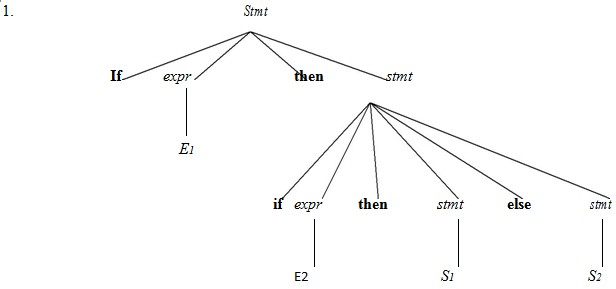 1. Stmt
If expr then stmt
E1
if expr then stmt else stmt
E2 S1 S2